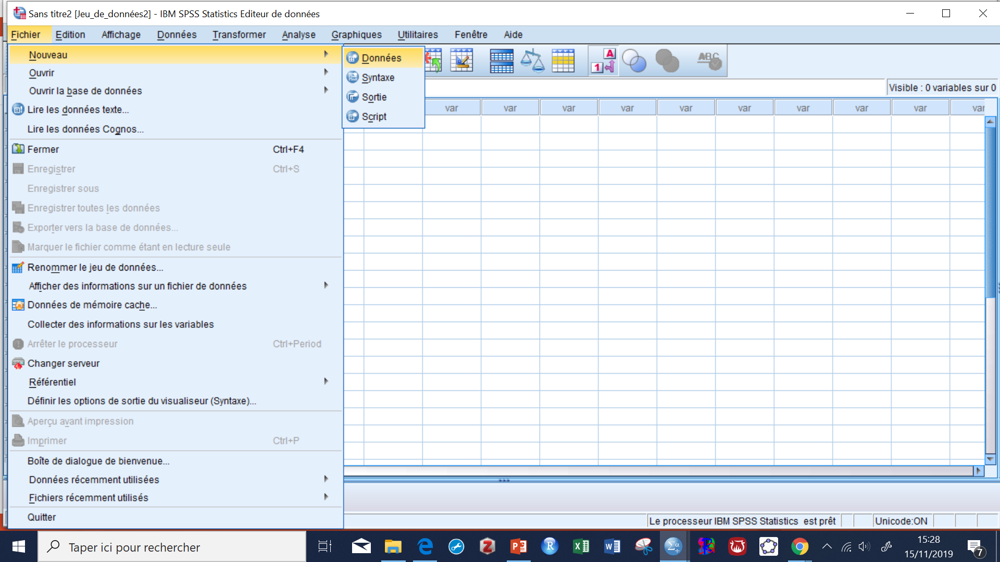 Sans titre2 [Jeu_de_données2] - IBM SPSS Statistics Editeur de données
Fichier Edition Affichage Données Transformer Analyse Graphiques Utilitaires Fenêtre Aide
Nouveau
Ouvrir
Ouvrir la base de données
Lire les données texte...
Lire les données Cognos...
Fermer Ctrl+F4
Enregistrer Ctrl+S
Enregistrer sous
Enregistrer toutes les données
Exporter vers la base de données...
Marquer le fichier comme étant en lecture seule
Renommer le jeu de données...
Afficher des informations sur un fichier de données
Données de mémoire cache...
Collecter des informations sur les variables
Arrêter le processeur Ctrl+Period
Changer serveur
Référentiel
Définir les options de sortie du visualiseur (Syntaxe)...
Aperçu avant impression
Imprimer Ctrl+P
Boîte de dialogue de bienvenue...
Données récemment utilisées
Fichiers récemment utilisés
Quitter
Données
Syntaxe
Sortie
Script
A
1
ABC
Visible : 0 variables sur 0
var var var var var var var var var var
Le processeur IBM SPSS Statistics est prêt Unicode:ON
Taper ici pour rechercher
15:28
15/11/2019
7